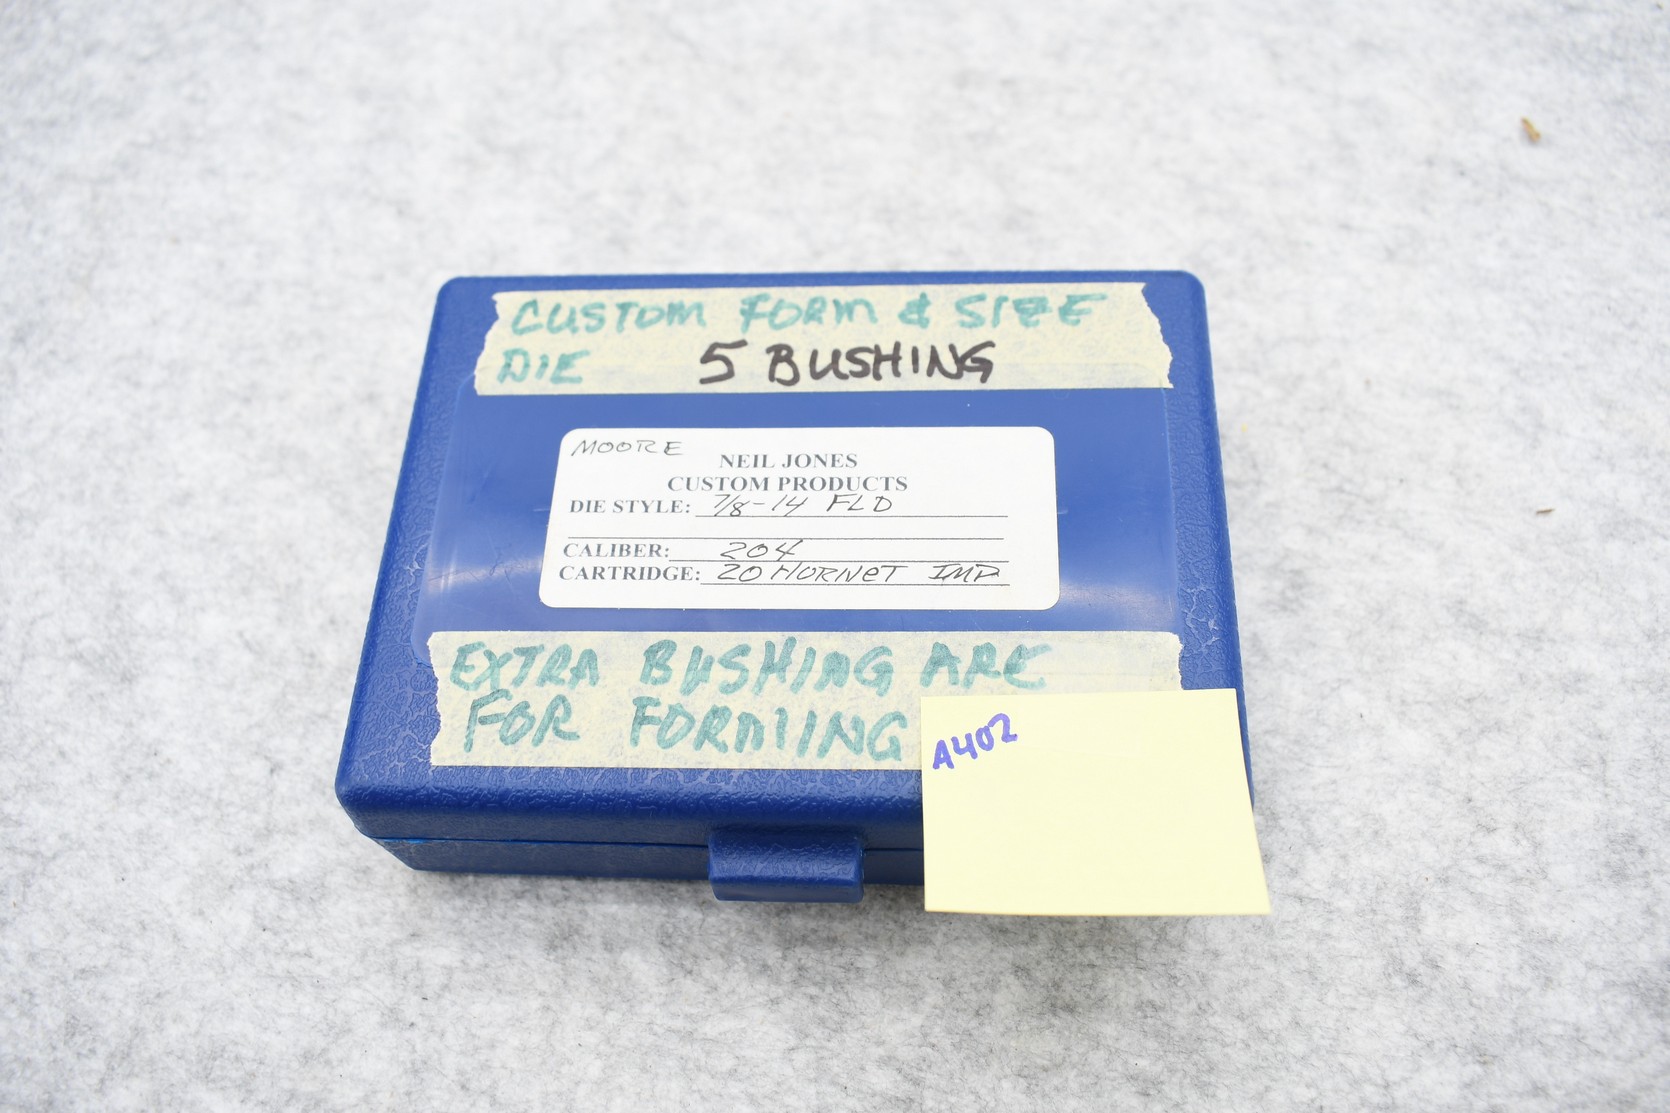 CUSTOM FORM & SIZE
DIE 5 BUSHING
MOORE
NEIL JONES
CUSTOM PRODUCTS
DIE STYLE: 7/8-14 FLD
CALIBER: 204
CARTRIDGE: 20 HORNET IMP
EXTRA BUSHING ARE
FOR FORMING
A402